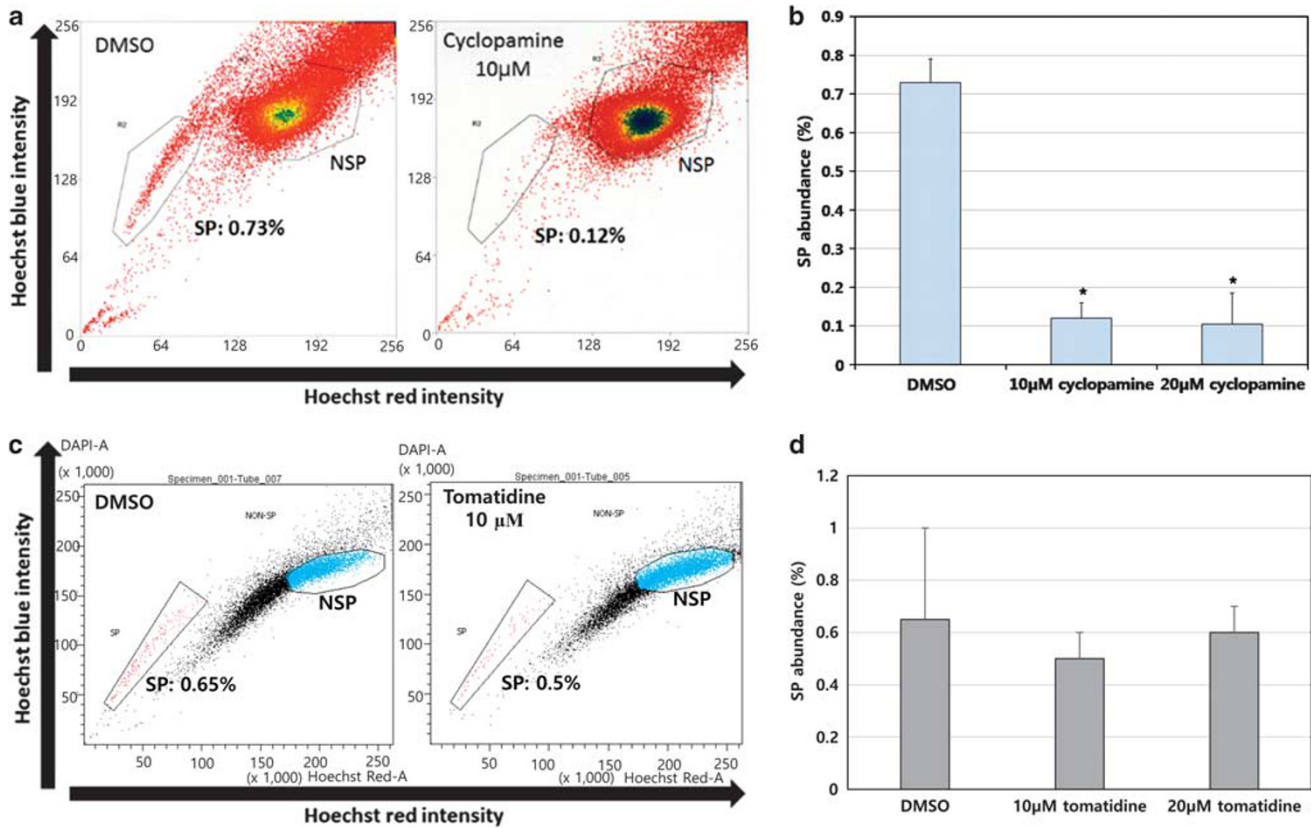 a
256
192
128
64
0
DMSO
R2
SP: 0.73%
NSP
0
64
128
192
256
256
192
128
64
0
Cyclopamine
10μM
R3
R2
SP: 0.12%
NSP
0
64
128
192
256
Hoechst blue intensity
Hoechst red intensity
b
SP abundance (%)
0.9
0.8
0.7
0.6
0.5
0.4
0.3
0.2
0.1
0
*
*
DMSO
10μM cyclopamine
20μM cyclopamine
c
DAPI-A
(x 1,000)
Specimen_001-Tube_007
DMSO
NON-SP
NSP
SP
SP: 0.65%
250
200
150
100
50
50
100
150
200
250
(x 1,000) Hoechst Red-A
DAPI-A
(x 1,000)
Specimen_001-Tube_005
Tomatidine
10 μM
NON-SP
NSP
SP
SP: 0.5%
250
200
150
100
50
50
100
150
200
250
(x 1,000) Hoechst Red-A
Hoechst blue intensity
Hoechst red intensity
d
SP abundance (%)
1.2
1
0.8
0.6
0.4
0.2
0
DMSO
10μM tomatidine
20μM tomatidine